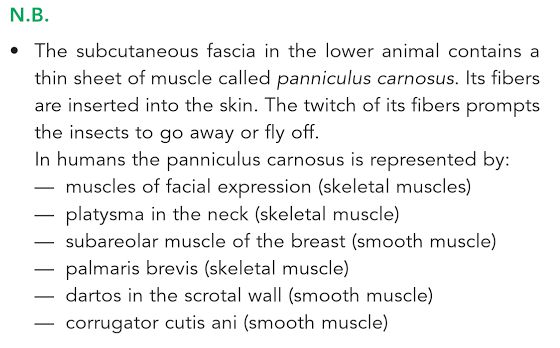 N.B.
• The subcutaneous fascia in the lower animal contains a
thin sheet of muscle called panniculus carnosus. Its fibers
are inserted into the skin. The twitch of its fibers prompts
the insects to go away or fly off.
In humans the panniculus carnosus is represented by:
— muscles of facial expression (skeletal muscles)
— platysma in the neck (skeletal muscle)
— subareolar muscle of the breast (smooth muscle)
— palmaris brevis (skeletal muscle)
— dartos in the scrotal wall (smooth muscle)
— corrugator cutis ani (smooth muscle)